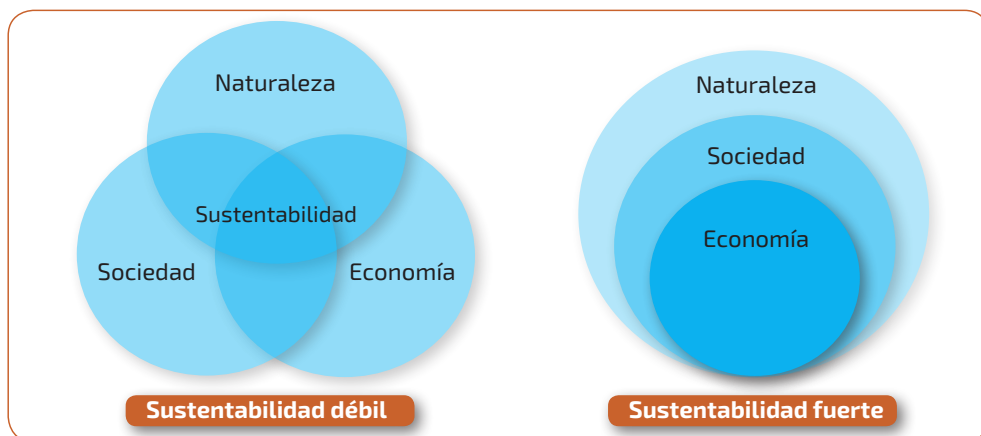 Naturaleza
Sustentabilidad
Sociedad
Economía
Sustentabilidad débil
Naturaleza
Sociedad
Economía
Sustentabilidad fuerte